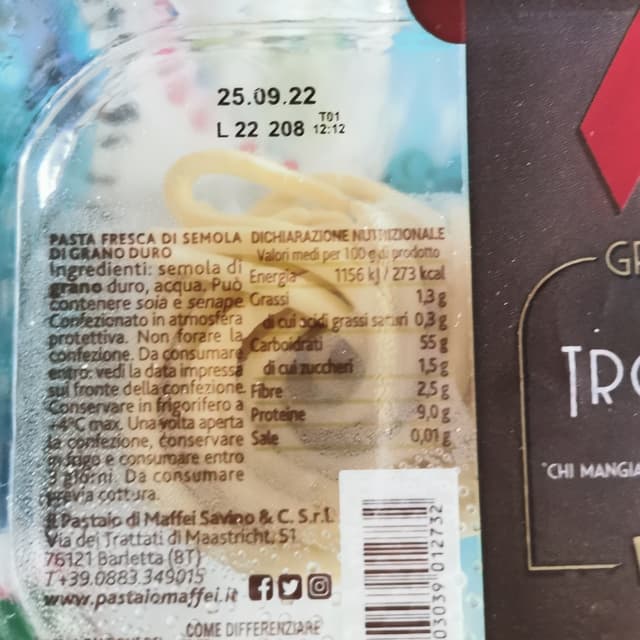 25.09.22
L 22 208 T01 12:12
PASTA FRESCA DI SEMOLA
DI GRANO DURO
Ingredienti: semola di
grano duro, acqua. Può
contenere soia e senape
Confezionato in atmosfera
protettiva. Non forare la
confezione. Da consumare
entro: vedi la data impressa
sul fronte della confezione.
Conservare in frigorifero a
+4°C max. Una volta aperta
la confezione, conservare
in frigo e consumare entro
3 giorni. Da consumare
previa cottura.
DICHIARAZIONE NUTRIZIONALE
Valori medi per 100 g di prodotto
Energia 1156 kJ / 273 kcal
Grassi 1,3 g
di cui acidi grassi saturi 0,3 g
Carboidrati 55 g
di cui zuccheri 1,5 g
Fibre 2,5 g
Proteine 9,0 g
Sale 0,01 g
Il Pastaio di Maffei Savino & C. S.r.l.
Via dei Trattati di Maastricht, 51
76121 Barletta (BT)
T +39.0883.349015
www.pastaiomaffei.it
COME DIFFERENZIARE
03039 012732
GR
TRO
"CHI MANGIA